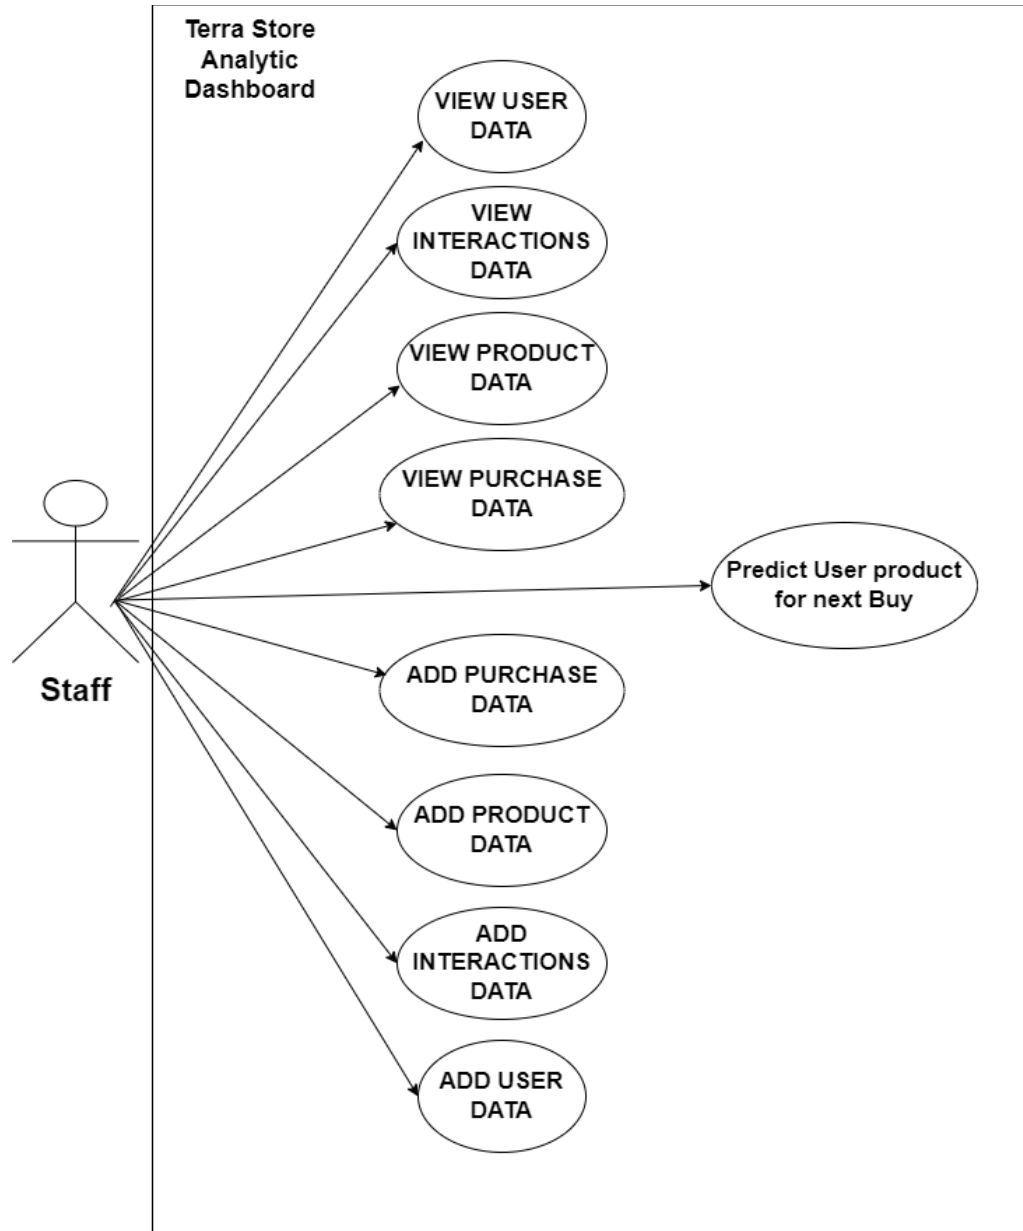 Terra Store
Analytic
Dashboard
VIEW USER
DATA
VIEW
INTERACTIONS
DATA
VIEW PRODUCT
DATA
VIEW PURCHASE
DATA
Predict User product
for next Buy
Staff
ADD PURCHASE
DATA
ADD PRODUCT
DATA
ADD
INTERACTIONS
DATA
ADD USER
DATA